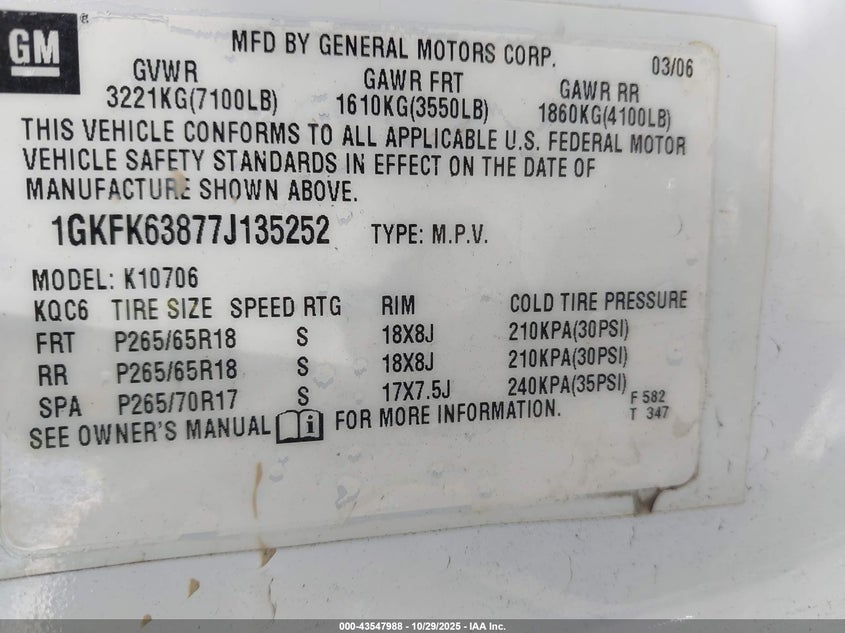 GM ®
MFD BY GENERAL MOTORS CORP.
03/06
GVWR GAWR FRT GAWR RR
3221KG(7100LB) 1610KG(3550LB) 1860KG(4100LB)
THIS VEHICLE CONFORMS TO ALL APPLICABLE U.S. FEDERAL MOTOR
VEHICLE SAFETY STANDARDS IN EFFECT ON THE DATE OF
MANUFACTURE SHOWN ABOVE.
1GKFK63877J135252 TYPE: M.P.V.
MODEL: K10706
KQC6 TIRE SIZE SPEED RTG RIM COLD TIRE PRESSURE
FRT P265/65R18 S 18X8J 210KPA(30PSI)
RR P265/65R18 S 18X8J 210KPA(30PSI)
SPA P265/70R17 S 17X7.5J 240KPA(35PSI)
F 582
T 347
SEE OWNER'S MANUAL i FOR MORE INFORMATION.
000-43547988 - 10/29/2025 - IAA Inc.